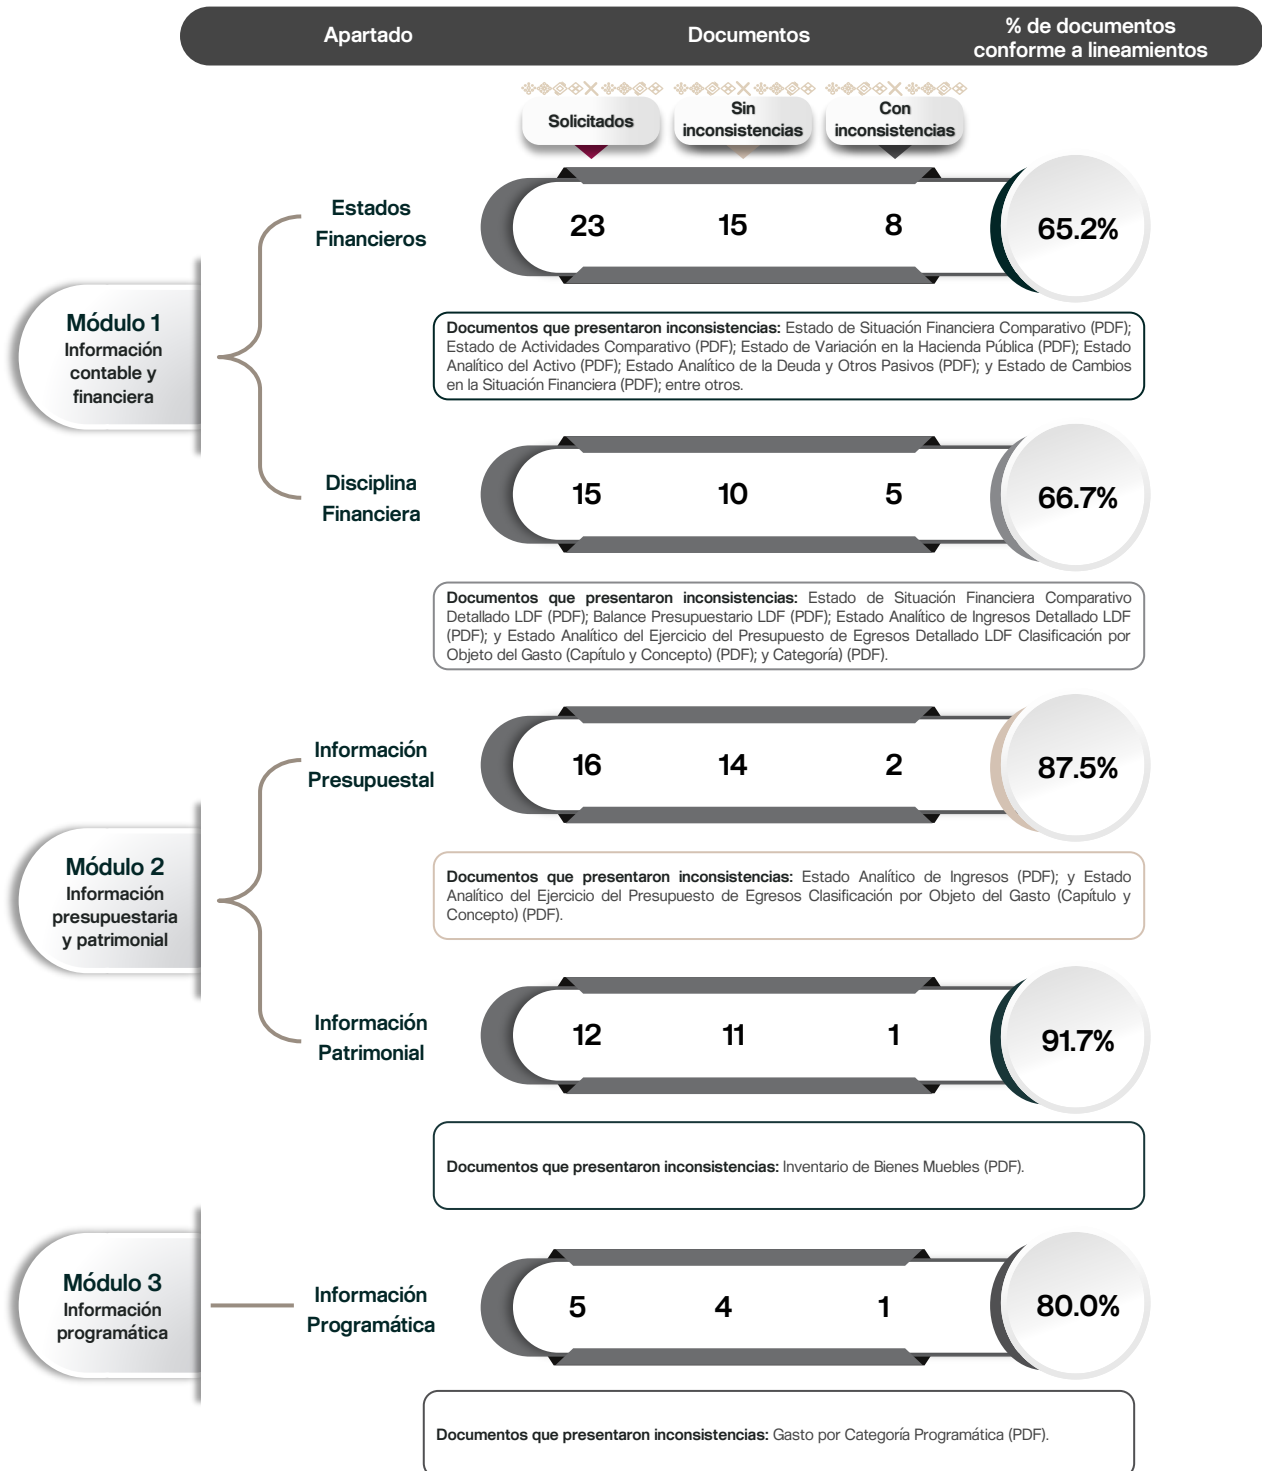 Apartado
Documentos
% de documentos
conforme a lineamientos
Solicitados
Sin
inconsistencias
Con
inconsistencias
Módulo 1
Información
contable y
financiera
Estados
Financieros
23
15
8
65.2%
Documentos que presentaron inconsistencias: Estado de Situación Financiera Comparativo (PDF);
Estado de Actividades Comparativo (PDF); Estado de Variación en la Hacienda Pública (PDF); Estado
Analítico del Activo (PDF); Estado Analítico de la Deuda y Otros Pasivos (PDF); y Estado de Cambios
en la Situación Financiera (PDF); entre otros.
Disciplina
Financiera
15
10
5
66.7%
Documentos que presentaron inconsistencias: Estado de Situación Financiera Comparativo
Detallado LDF (PDF); Balance Presupuestario LDF (PDF); Estado Analítico de Ingresos Detallado LDF
(PDF); y Estado Analítico del Ejercicio del Presupuesto de Egresos Detallado LDF Clasificación por
Objeto del Gasto (Capítulo y Concepto) (PDF); y Categoría) (PDF).
Módulo 2
Información
presupuestaria
y patrimonial
Información
Presupuestal
16
14
2
87.5%
Documentos que presentaron inconsistencias: Estado Analítico de Ingresos (PDF); y Estado
Analítico del Ejercicio del Presupuesto de Egresos Clasificación por Objeto del Gasto (Capítulo y
Concepto) (PDF).
Información
Patrimonial
12
11
1
91.7%
Documentos que presentaron inconsistencias: Inventario de Bienes Muebles (PDF).
Módulo 3
Información
programática
Información
Programática
5
4
1
80.0%
Documentos que presentaron inconsistencias: Gasto por Categoría Programática (PDF).